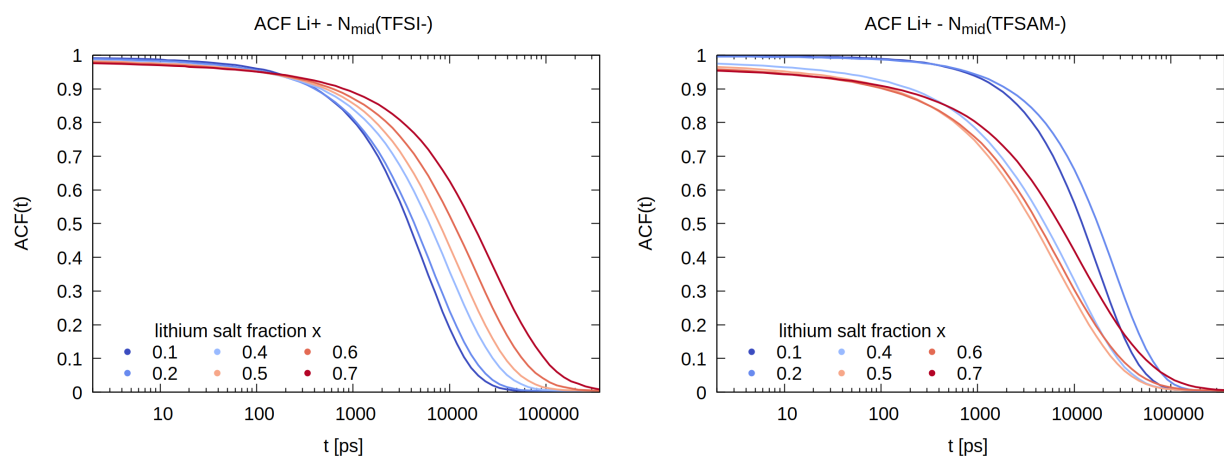 ACF Li+ - N_mid(TFSI-)
1
0.9
0.8
0.7
0.6
0.5
0.4
0.3
0.2
0.1
0
ACF(t)
lithium salt fraction x
0.1 0.4 0.6
0.2 0.5 0.7
10 100 1000 10000 100000
t [ps]
ACF Li+ - N_mid(TFSAM-)
1
0.9
0.8
0.7
0.6
0.5
0.4
0.3
0.2
0.1
0
ACF(t)
lithium salt fraction x
0.1 0.4 0.6
0.2 0.5 0.7
10 100 1000 10000 100000
t [ps]